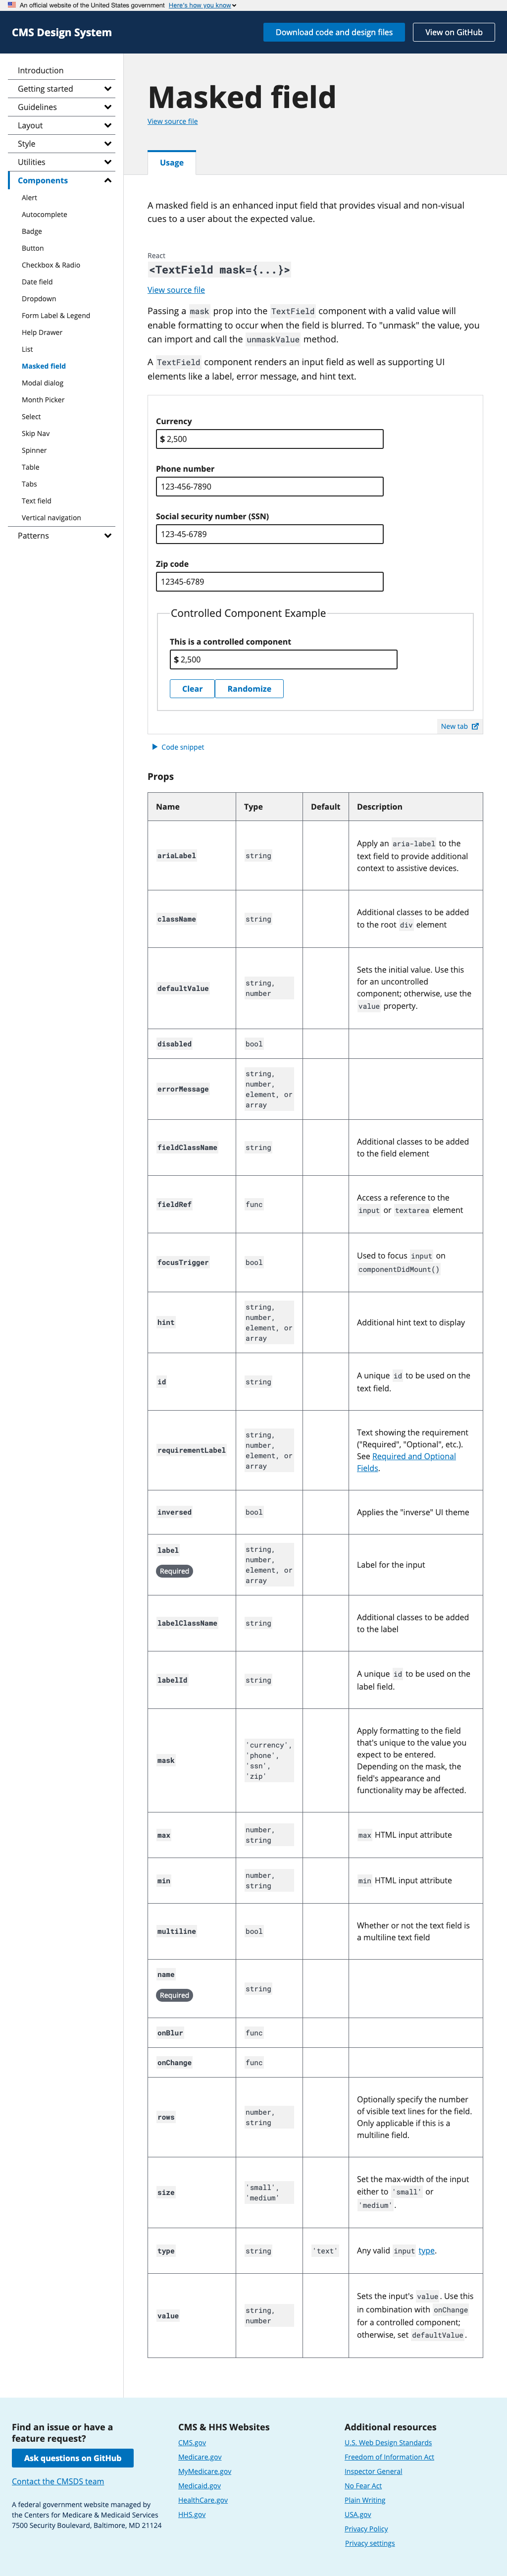 An official website of the United States government Here's how you know
CMS Design System
Download code and design files
View on GitHub
Introduction
Getting started
Guidelines
Layout
Style
Utilities
Components
Alert
Autocomplete
Badge
Button
Checkbox & Radio
Date field
Dropdown
Form Label & Legend
Help Drawer
List
Masked field
Modal dialog
Month Picker
Select
Skip Nav
Spinner
Table
Tabs
Text field
Vertical navigation
Patterns
Masked field
View source file
Usage
A masked field is an enhanced input field that provides visual and non-visual
cues to a user about the expected value.
React
<TextField mask={...}>
View source file
Passing a mask prop into the TextField component with a valid value will
enable formatting to occur when the field is blurred. To "unmask" the value, you
can import and call the unmaskValue method.
A TextField component renders an input field as well as supporting UI
elements like a label, error message, and hint text.
Currency
$ 2,500
Phone number
123-456-7890
Social security number (SSN)
123-45-6789
Zip code
12345-6789
Controlled Component Example
This is a controlled component
$ 2,500
Clear
Randomize
New tab
Code snippet
Props
Name Type Default Description
ariaLabel string Apply an aria-label to the
text field to provide additional
context to assistive devices.
className string Additional classes to be added
to the root div element
defaultValue string,
number
Sets the initial value. Use this
for an uncontrolled
component; otherwise, use the
value property.
disabled bool
errorMessage string,
number,
element, or
array
fieldClassName string Additional classes to be added
to the field element
fieldRef func Access a reference to the
input or textarea element
focusTrigger bool Used to focus input on
componentDidMount()
hint string,
number,
element, or
array
Additional hint text to display
id string A unique id to be used on the
text field.
requirementLabel string,
number,
element, or
array
Text showing the requirement
("Required", "Optional", etc.).
See Required and Optional
Fields.
inversed bool Applies the "inverse" UI theme
label
Required
string,
number,
element, or
array
Label for the input
labelClassName string Additional classes to be added
to the label
labelId string A unique id to be used on the
label field.
mask 'currency',
'phone',
'ssn',
'zip'
Apply formatting to the field
that's unique to the value you
expect to be entered.
Depending on the mask, the
field's appearance and
functionality may be affected.
max number,
string
max HTML input attribute
min number,
string
min HTML input attribute
multiline bool Whether or not the text field is
a multiline text field
name
Required
string
onBlur func
onChange func
rows number,
string
Optionally specify the number
of visible text lines for the field.
Only applicable if this is a
multiline field.
size 'small',
'medium'
Set the max-width of the input
either to 'small' or
'medium'.
type string 'text' Any valid input type.
value string,
number
Sets the input's value. Use this
in combination with onChange
for a controlled component;
otherwise, set defaultValue.
Find an issue or have a
feature request?
Ask questions on GitHub
Contact the CMSDS team
A federal government website managed by
the Centers for Medicare & Medicaid Services
7500 Security Boulevard, Baltimore, MD 21124
CMS & HHS Websites
CMS.gov
Medicare.gov
MyMedicare.gov
Medicaid.gov
HealthCare.gov
HHS.gov
Additional resources
U.S. Web Design Standards
Freedom of Information Act
Inspector General
No Fear Act
Plain Writing
USA.gov
Privacy Policy
Privacy settings